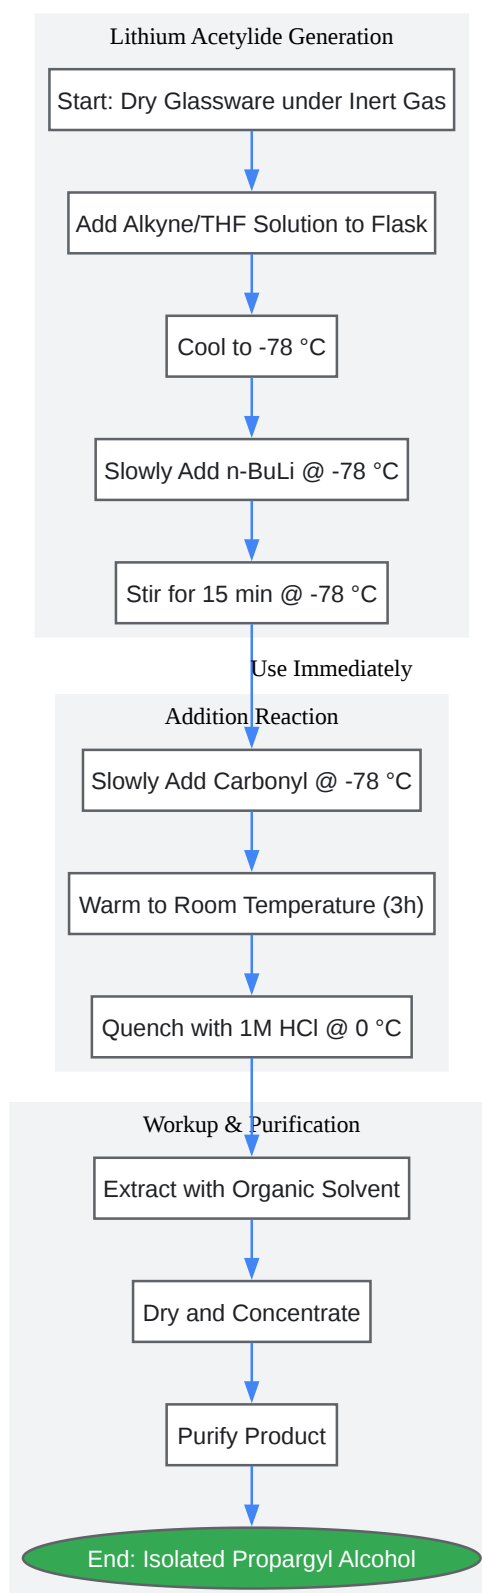 Lithium Acetylide Generation
Start: Dry Glassware under Inert Gas
Add Alkyne/THF Solution to Flask
Cool to -78 °C
Slowly Add n-BuLi @ -78 °C
Stir for 15 min @ -78 °C
Use Immediately
Addition Reaction
Slowly Add Carbonyl @ -78 °C
Warm to Room Temperature (3h)
Quench with 1M HCl @ 0 °C
Workup & Purification
Extract with Organic Solvent
Dry and Concentrate
Purify Product
End: Isolated Propargyl Alcohol